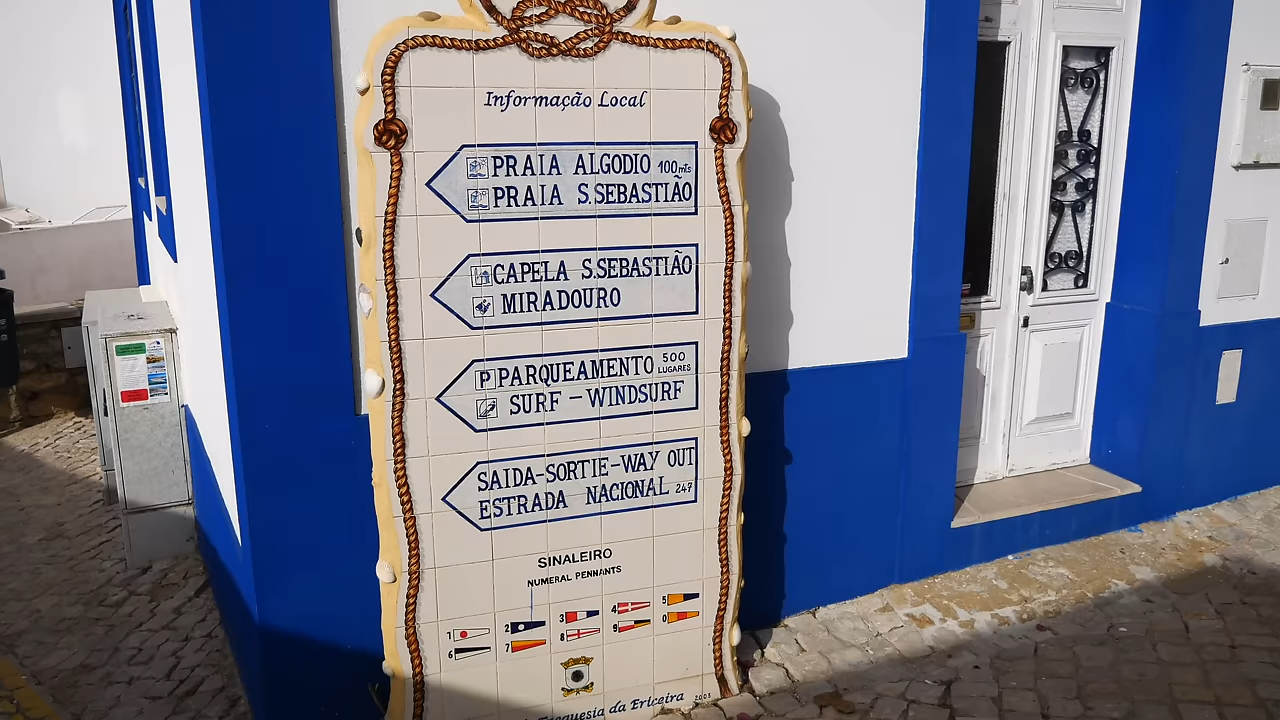 Informação Local
PRAIA ALGODIO 100mts
PRAIA S.SEBASTIÃO
CAPELA S.SEBASTIÃO
MIRADOURO
P PARQUEAMENTO 500 LUGARES
SURF-WINDSURF
SAIDA-SORTIE-WAY OUT
ESTRADA NACIONAL 247
SINALEIRO
NUMERAL PENNANTS
1 2 3 4 5
6 7 8 9 0
Freguesia da Ericeira 2003